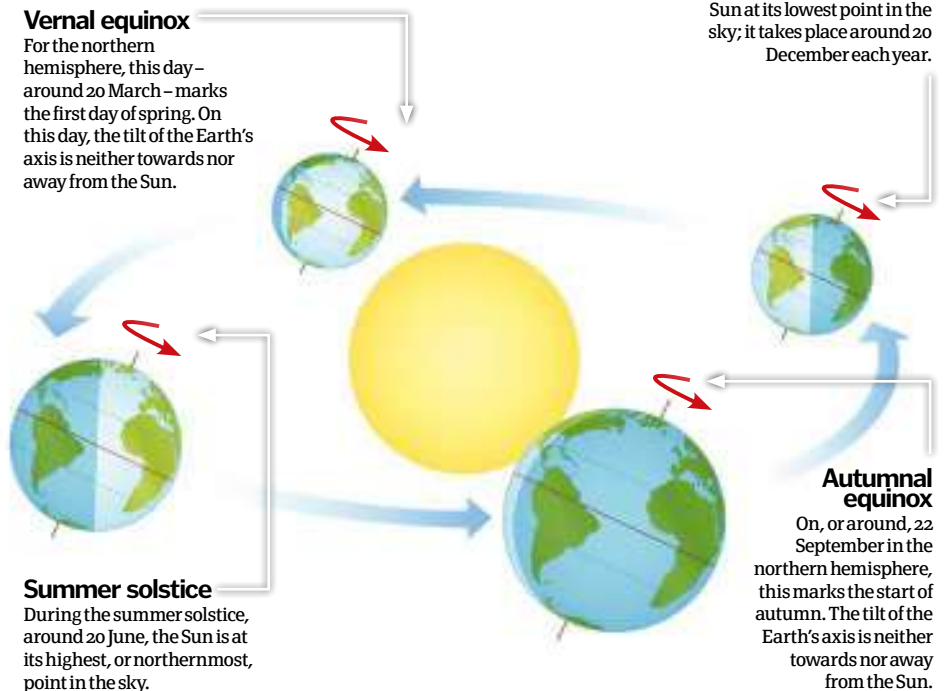 Vernal equinox
For the northern
hemisphere, this day –
around 20 March – marks
the first day of spring. On
this day, the tilt of the Earth's
axis is neither towards nor
away from the Sun.
Sun at its lowest point in the
sky; it takes place around 20
December each year.
Summer solstice
During the summer solstice,
around 20 June, the Sun is at
its highest, or northernmost,
point in the sky.
Autumnal
equinox
On, or around, 22
September in the
northern hemisphere,
this marks the start of
autumn. The tilt of the
Earth's axis is neither
towards nor away
from the Sun.